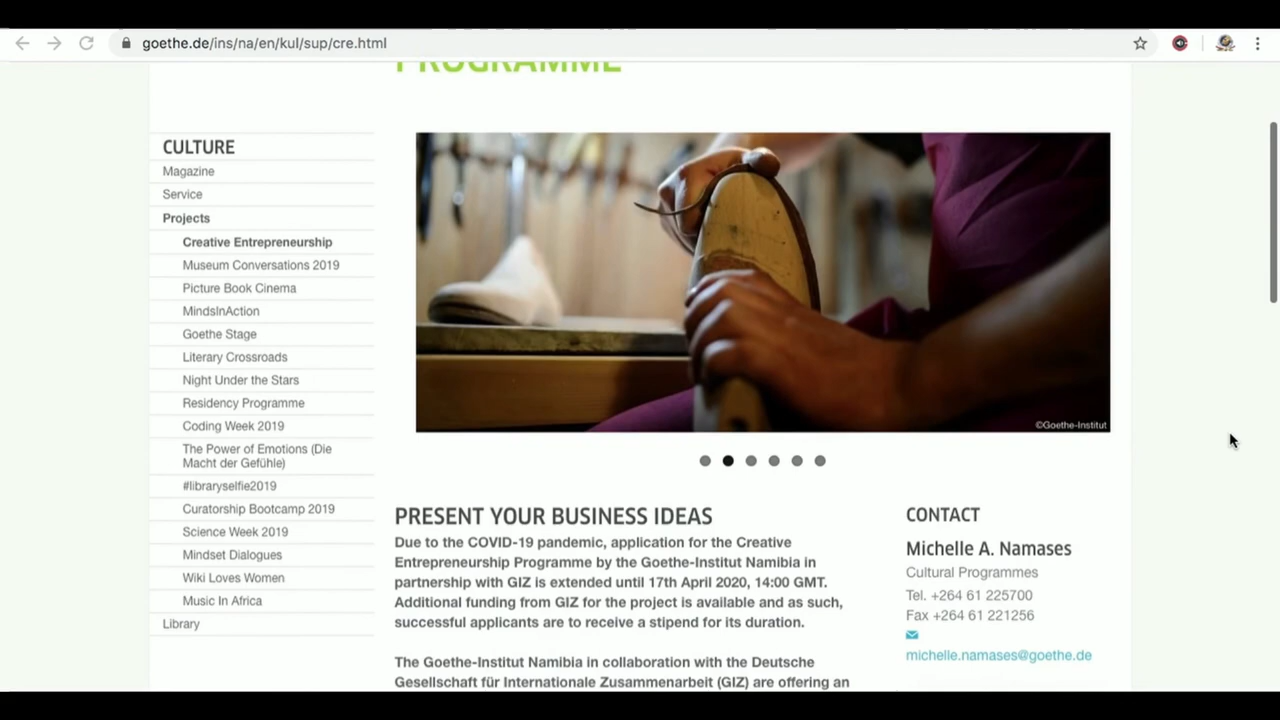 goethe.de/ins/na/en/kul/sup/cre.html
PROGRAMME
CULTURE
Magazine
Service
Projects
Creative Entrepreneurship
Museum Conversations 2019
Picture Book Cinema
MindsInAction
Goethe Stage
Literary Crossroads
Night Under the Stars
Residency Programme
Coding Week 2019
The Power of Emotions (Die
Macht der Gefühle)
#libraryselfie2019
Curatorship Bootcamp 2019
Science Week 2019
Mindset Dialogues
Wiki Loves Women
Music In Africa
Library
©Goethe-Institut
PRESENT YOUR BUSINESS IDEAS
Due to the COVID-19 pandemic, application for the Creative
Entrepreneurship Programme by the Goethe-Institut Namibia in
partnership with GIZ is extended until 17th April 2020, 14:00 GMT.
Additional funding from GIZ for the project is available and as such,
successful applicants are to receive a stipend for its duration.
The Goethe-Institut Namibia in collaboration with the Deutsche
Gesellschaft für Internationale Zusammenarbeit (GIZ) are offering an
CONTACT
Michelle A. Namases
Cultural Programmes
Tel. +264 61 225700
Fax +264 61 221256
michelle.namases@goethe.de